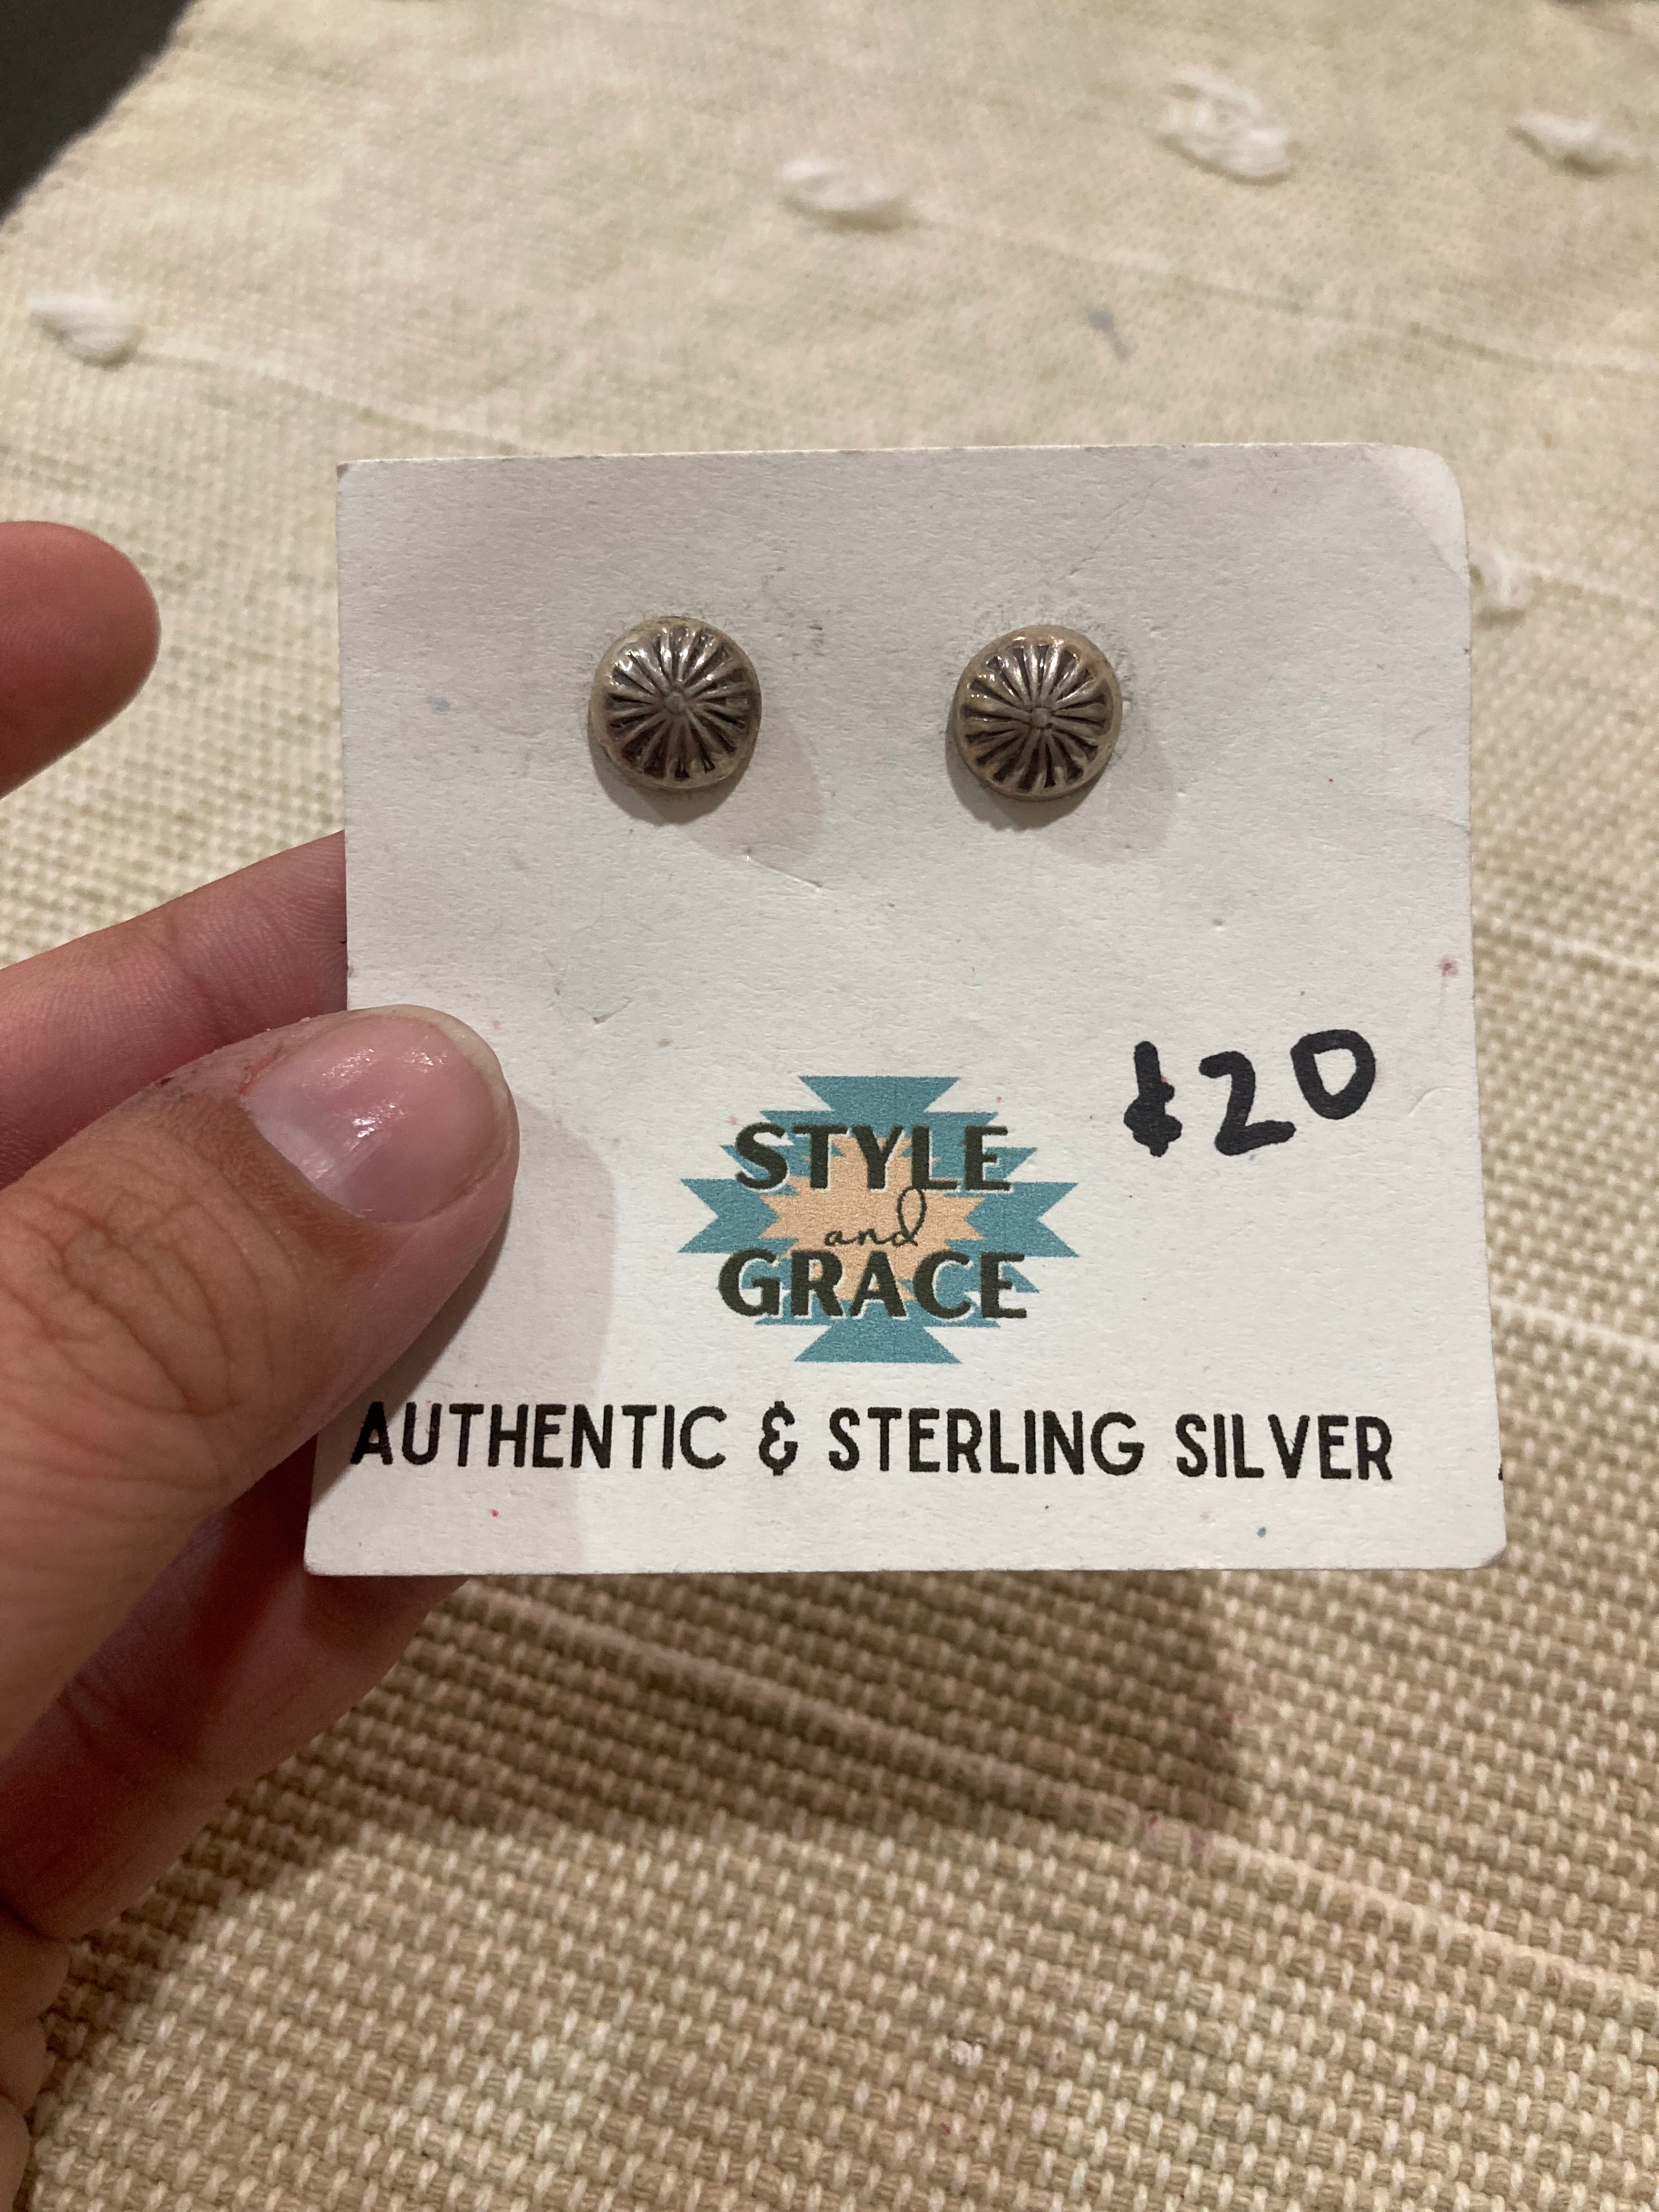 $20
STYLE
and
GRACE
AUTHENTIC & STERLING SILVER